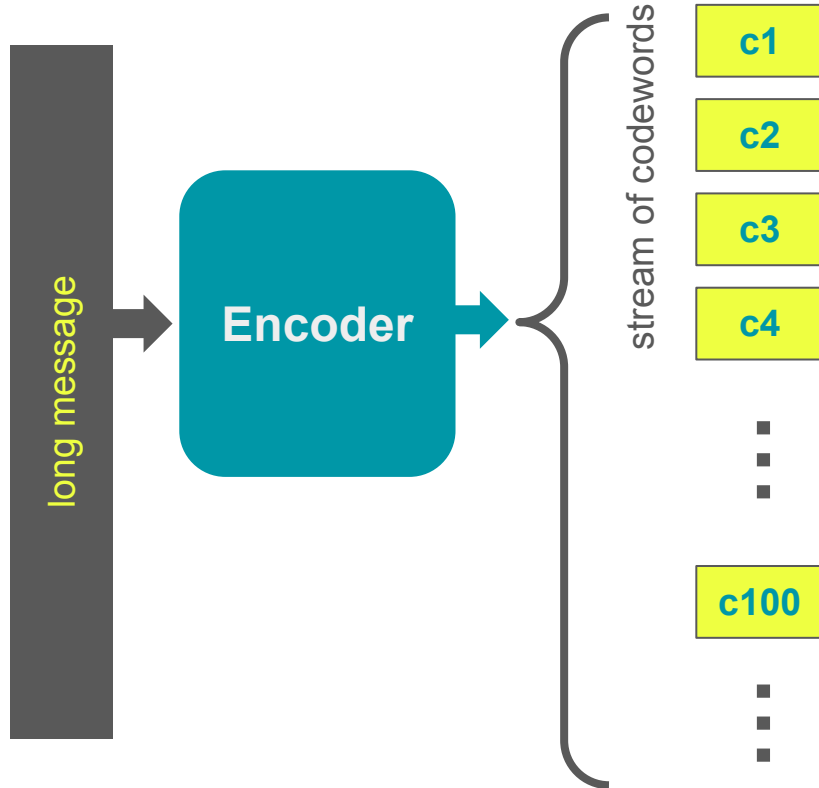 long message
Encoder
stream of codewords
c1
c2
c3
c4
c100